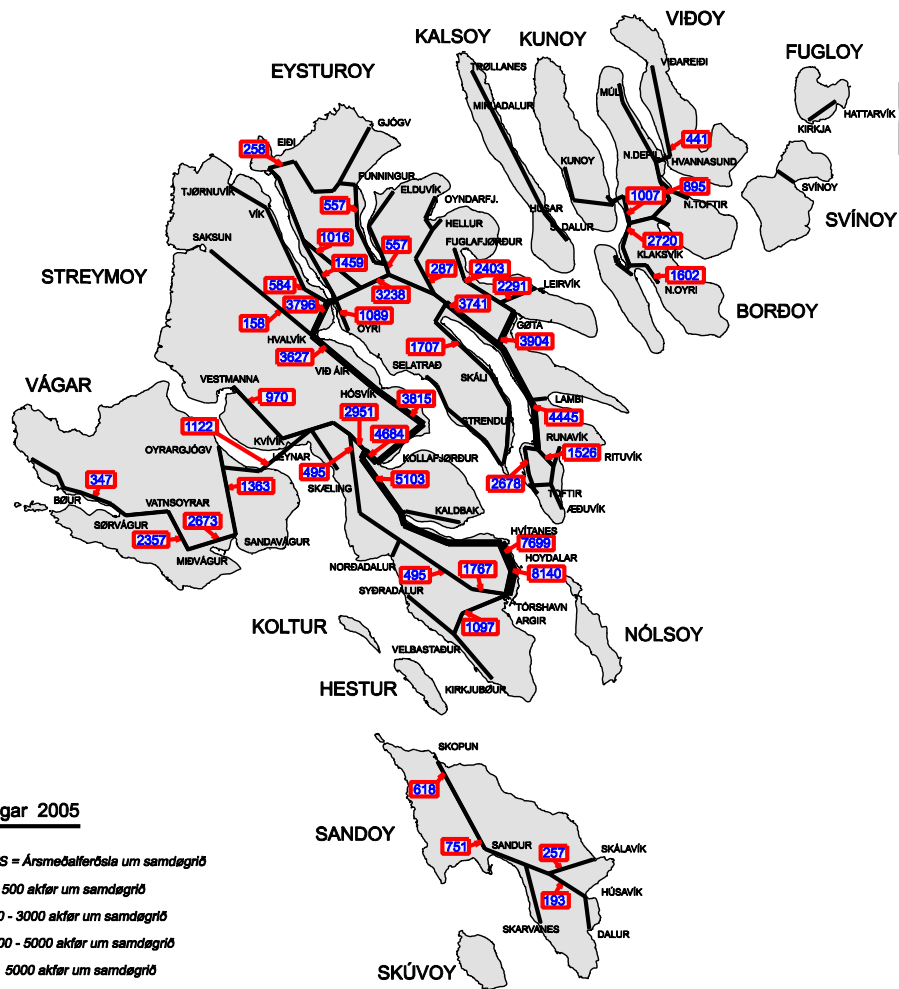 VIÐOY
KALSOY
KUNOY
FUGLOY
EYSTUROY
TRØLLANES
VIÐAREIÐI
MIKLADALUR
MÚLI
HATTARVÍK
KIRKJA
GJÓGV
EIÐI
258
441
N.DEPIL
HVANNASUND
KUNOY
FUNNINGUR
TJØRNUVÍK
ELDUVÍK
OYNDARFJ.
SVÍNOY
895
1007
N.TOFTIR
557
VÍK
HÚSAR
HELLUR
S. DALUR
SVÍNOY
1016
557
FUGLAFJØRÐUR
2720
KLAKSVÍK
SAKSUN
1459
287
2403
STREYMOY
584
2291
LEIRVÍK
1602
N.OYRI
3238
3796
3741
BORÐOY
158
1089
OYRI
GØTA
HVALVÍK
3904
3627
1707
VIÐ ÁIR
SELATRAÐ
SKÁLI
VÁGAR
VESTMANNA
970
HÓSVÍK
3815
LAMBI
2951
4445
STRENDUR
1122
4684
RUNAVÍK
KVÍVÍK
OYRARGJÓGV
KOLLAFJØRÐUR
1526
RITUVÍK
LEYNAR
495
5103
2678
347
1363
SKÆLING
TOFTIR
BØUR
VATNSOYRAR
ÆÐUVÍK
SØRVÁGUR
2673
KALDBAK
2357
SANDAVÁGUR
HVÍTANES
7699
MIÐVÁGUR
HOYDALAR
NORÐADALUR
495
1767
8140
SYÐRADALUR
TÓRSHAVN
ARGIR
KOLTUR
1097
NÓLSOY
VELBASTAÐUR
HESTUR
KIRKJUBØUR
SKOPUN
618
gar 2005
SANDOY
751
SANDUR
257
SKÁLAVÍK
S = Ársmeðalferðsla um samdøgrið
500 akfør um samdøgrið
193
HÚSAVÍK
0 - 3000 akfør um samdøgrið
SKARVANES
DALUR
00 - 5000 akfør um samdøgrið
5000 akfør um samdøgrið
SKÚVOY